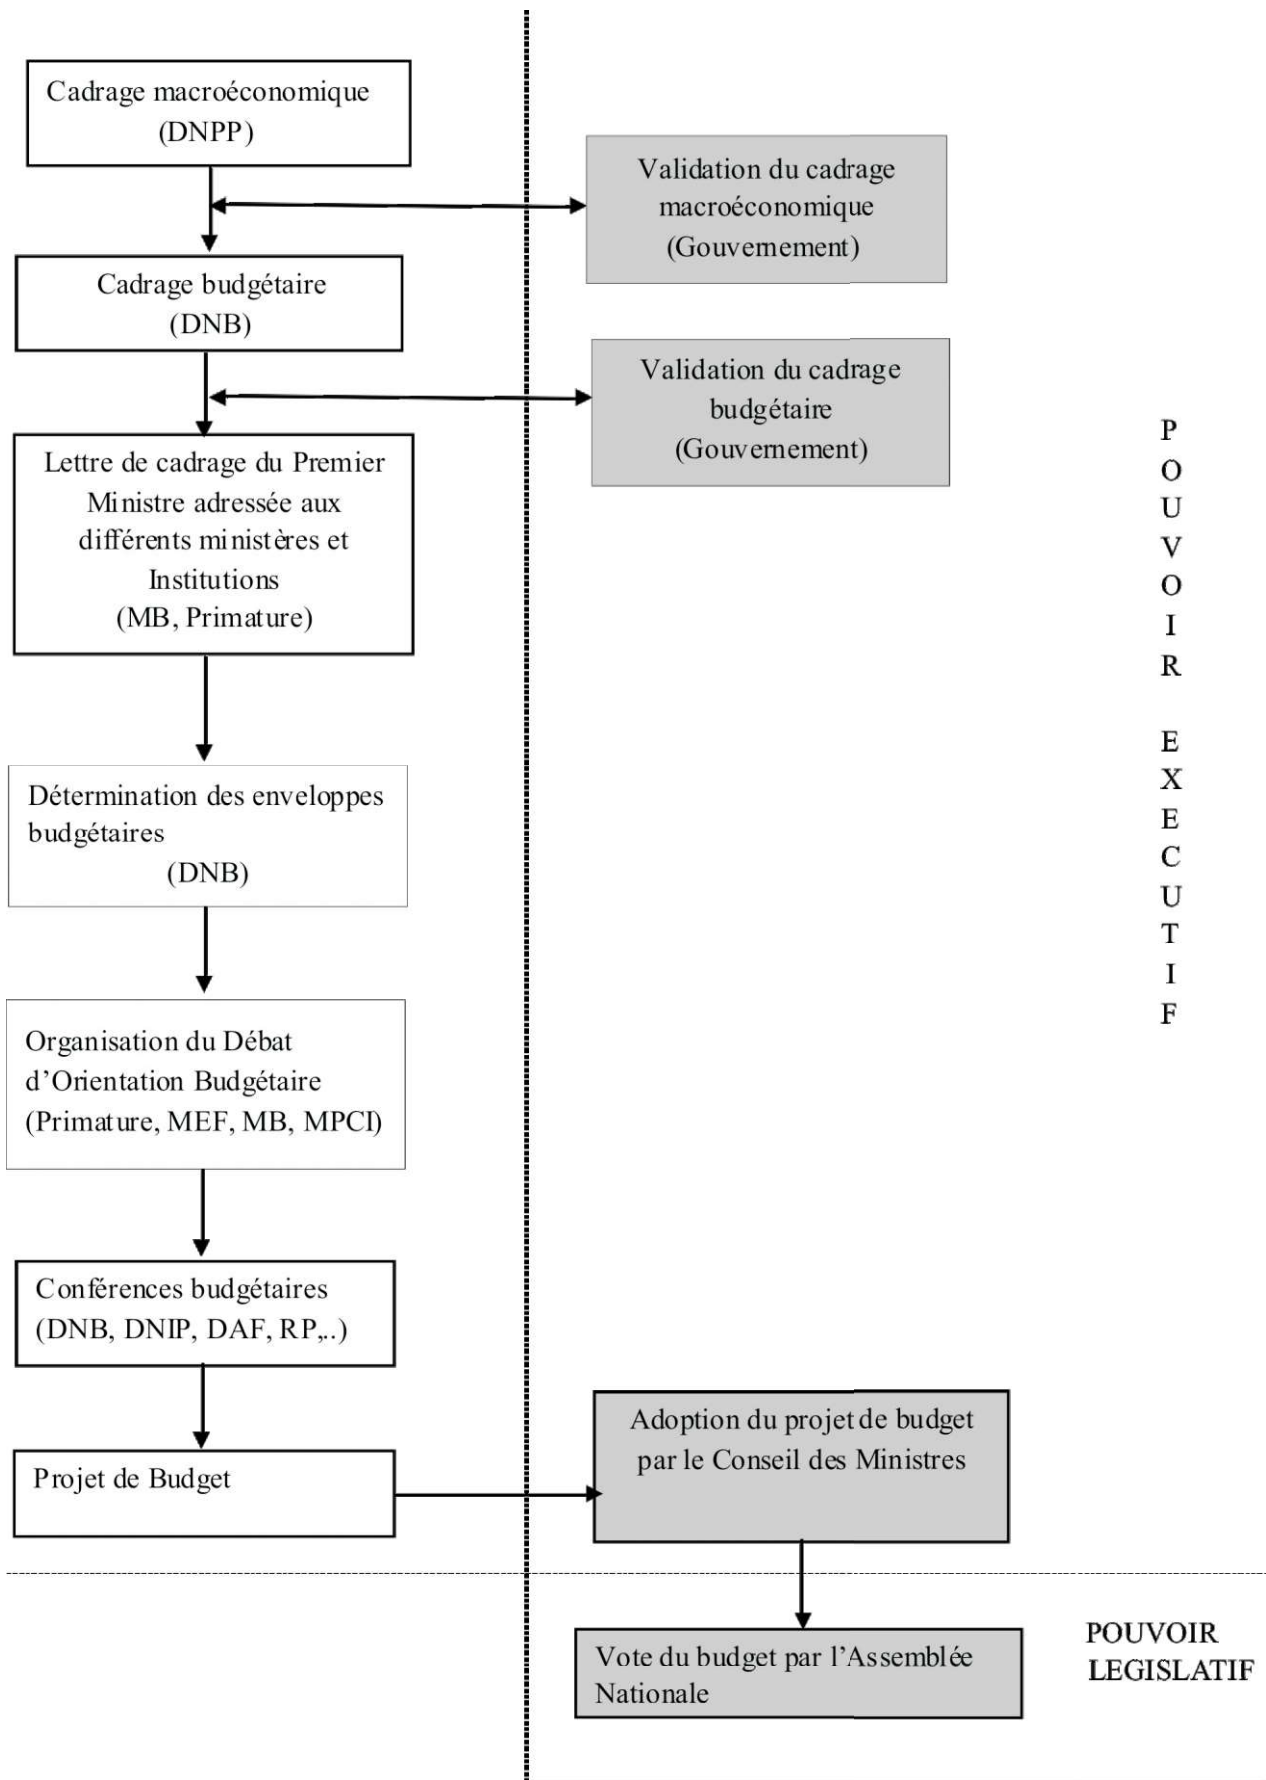 Cadrage macroéconomique
(DNPP)
Validation du cadrage
macroéconomique
(Gouvernement)
Cadrage budgétaire
(DNB)
Validation du cadrage
budgétaire
(Gouvernement)
Lettre de cadrage du Premier
Ministre adressée aux
différents ministères et
Institutions
(MB, Primature)
Détermination des enveloppes
budgétaires
(DNB)
Organisation du Débat
d’Orientation Budgétaire
(Primature, MEF, MB, MPCI)
Conférences budgétaires
(DNB, DNIP, DAF, RP,..)
Projet de Budget
Adoption du projet de budget
par le Conseil des Ministres
P
O
U
V
O
I
R
E
X
E
C
U
T
I
F
Vote du budget par l’Assemblée
Nationale
POUVOIR
LEGISLATIF